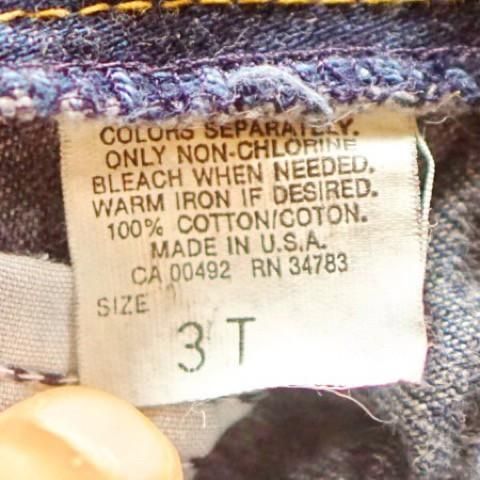 COLORS SEPARATELY.
ONLY NON-CHLORINE
BLEACH WHEN NEEDED.
WARM IRON IF DESIRED.
100% COTTON/COTON.
MADE IN U.S.A.
CA 00492 RN 34783
SIZE
3T